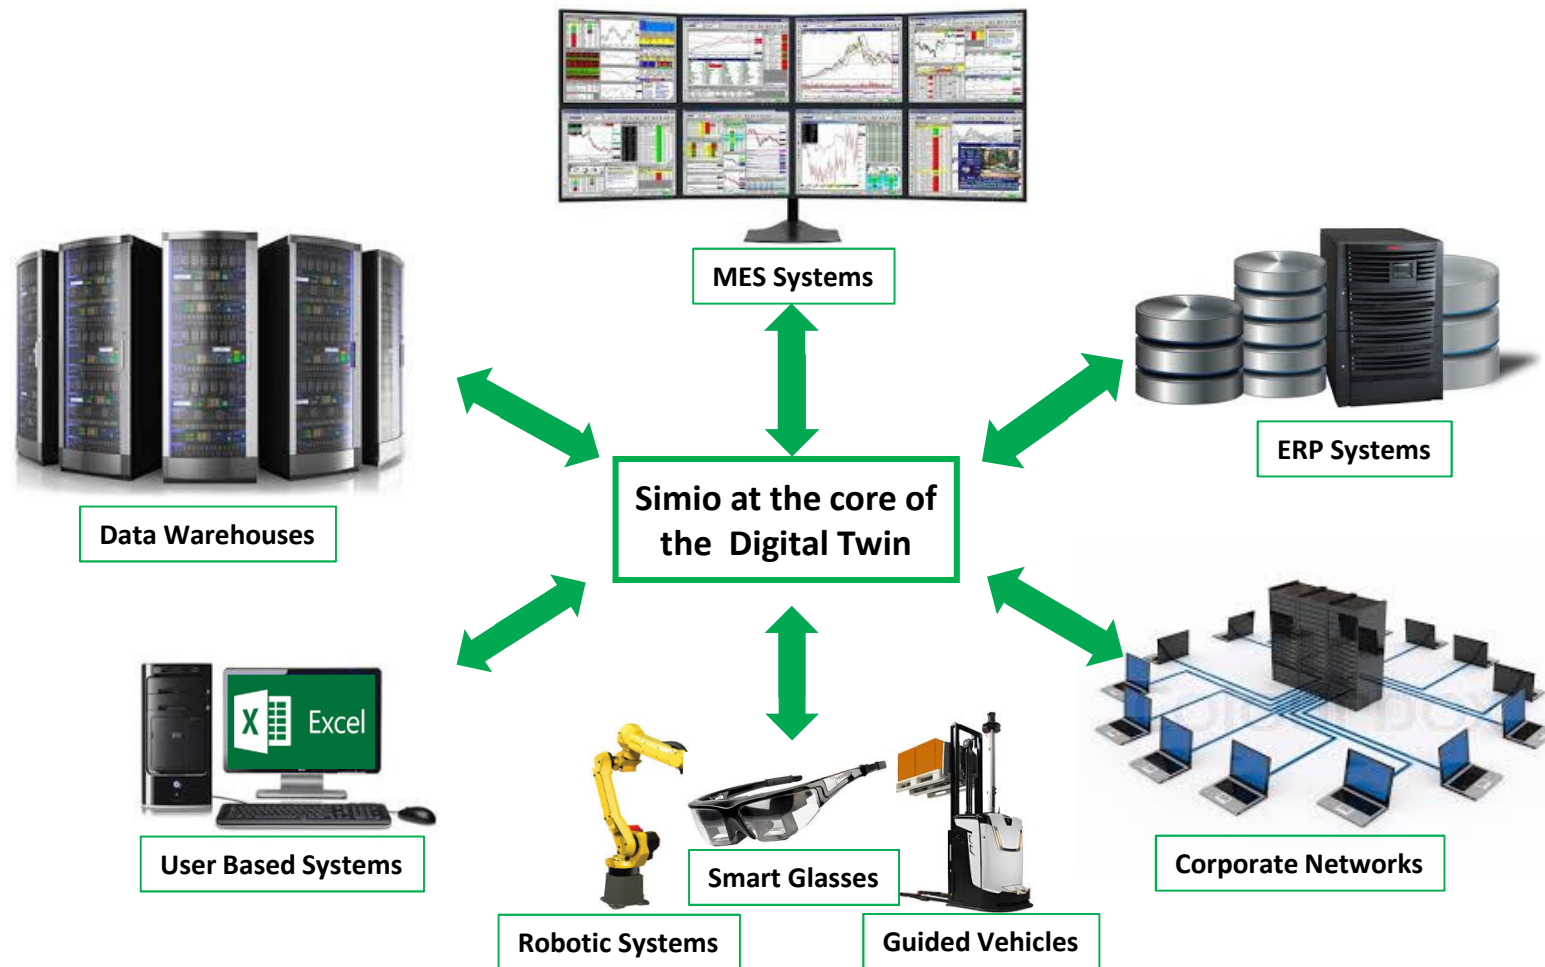 MES Systems
ERP Systems
Data Warehouses
Simio at the core of
the Digital Twin
Excel
User Based Systems
Smart Glasses
Robotic Systems
Guided Vehicles
Corporate Networks